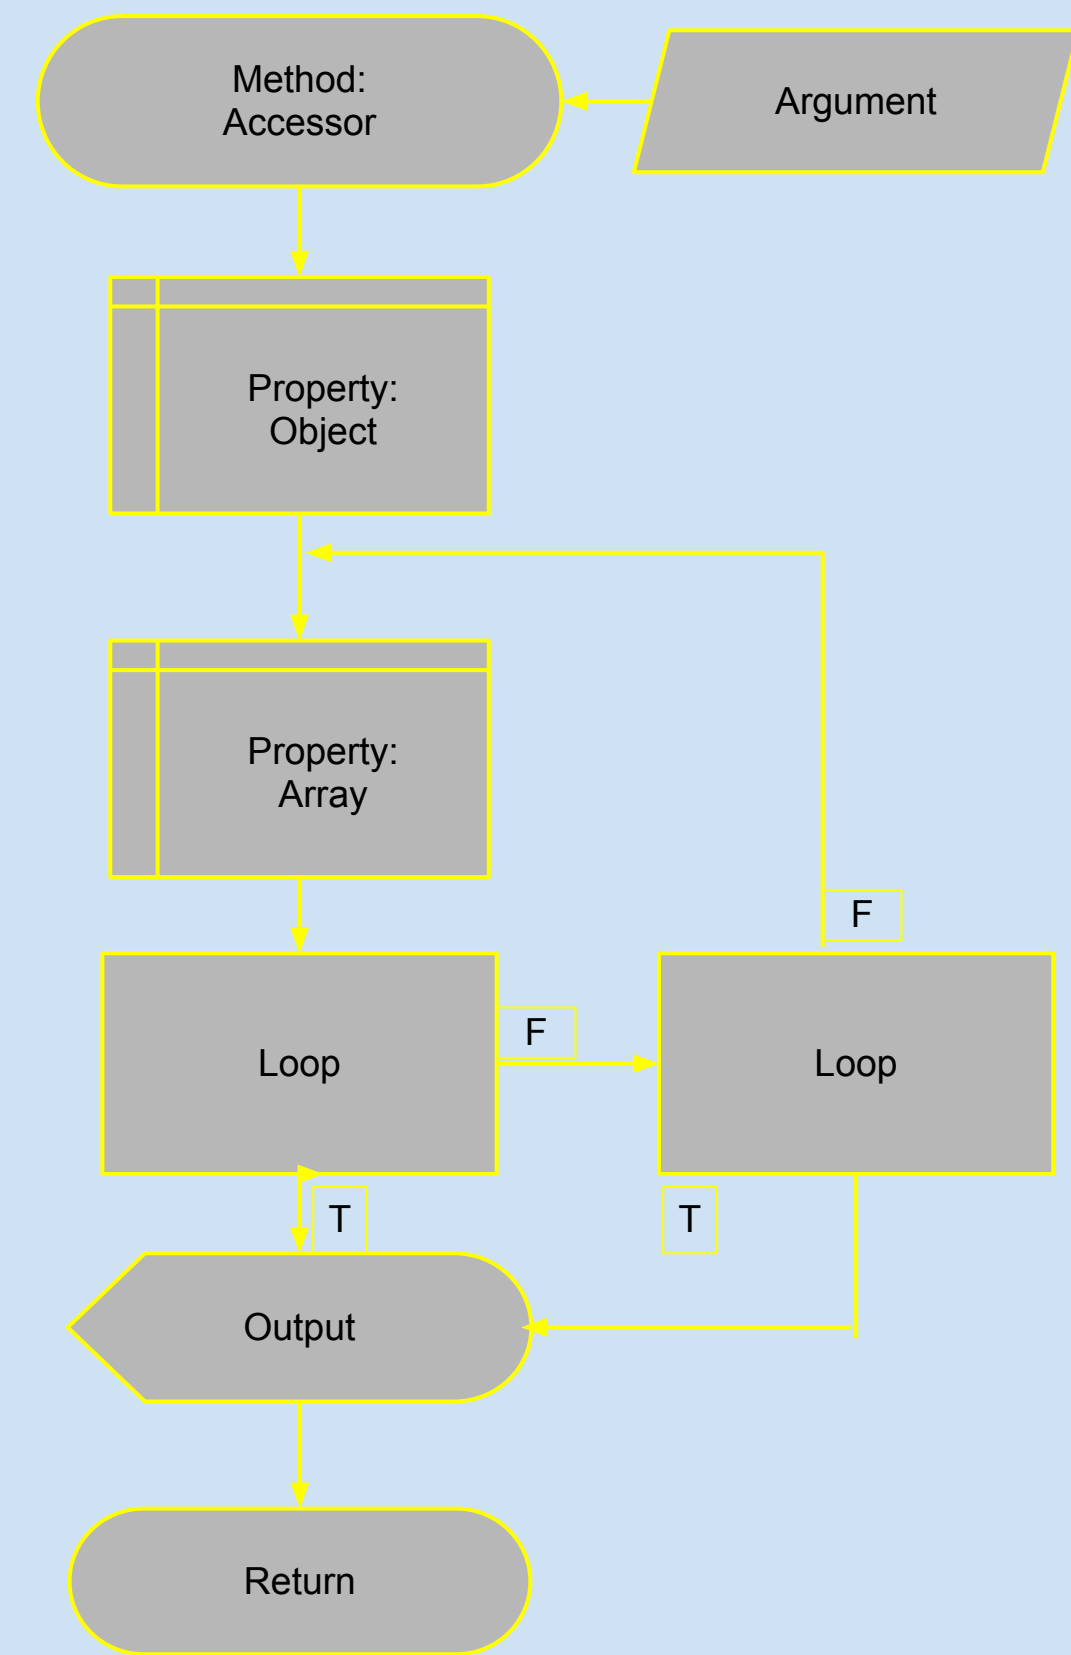 Method:
Accessor
Argument
Property:
Object
Property:
Array
F
Loop
F
Loop
T
T
Output
Return